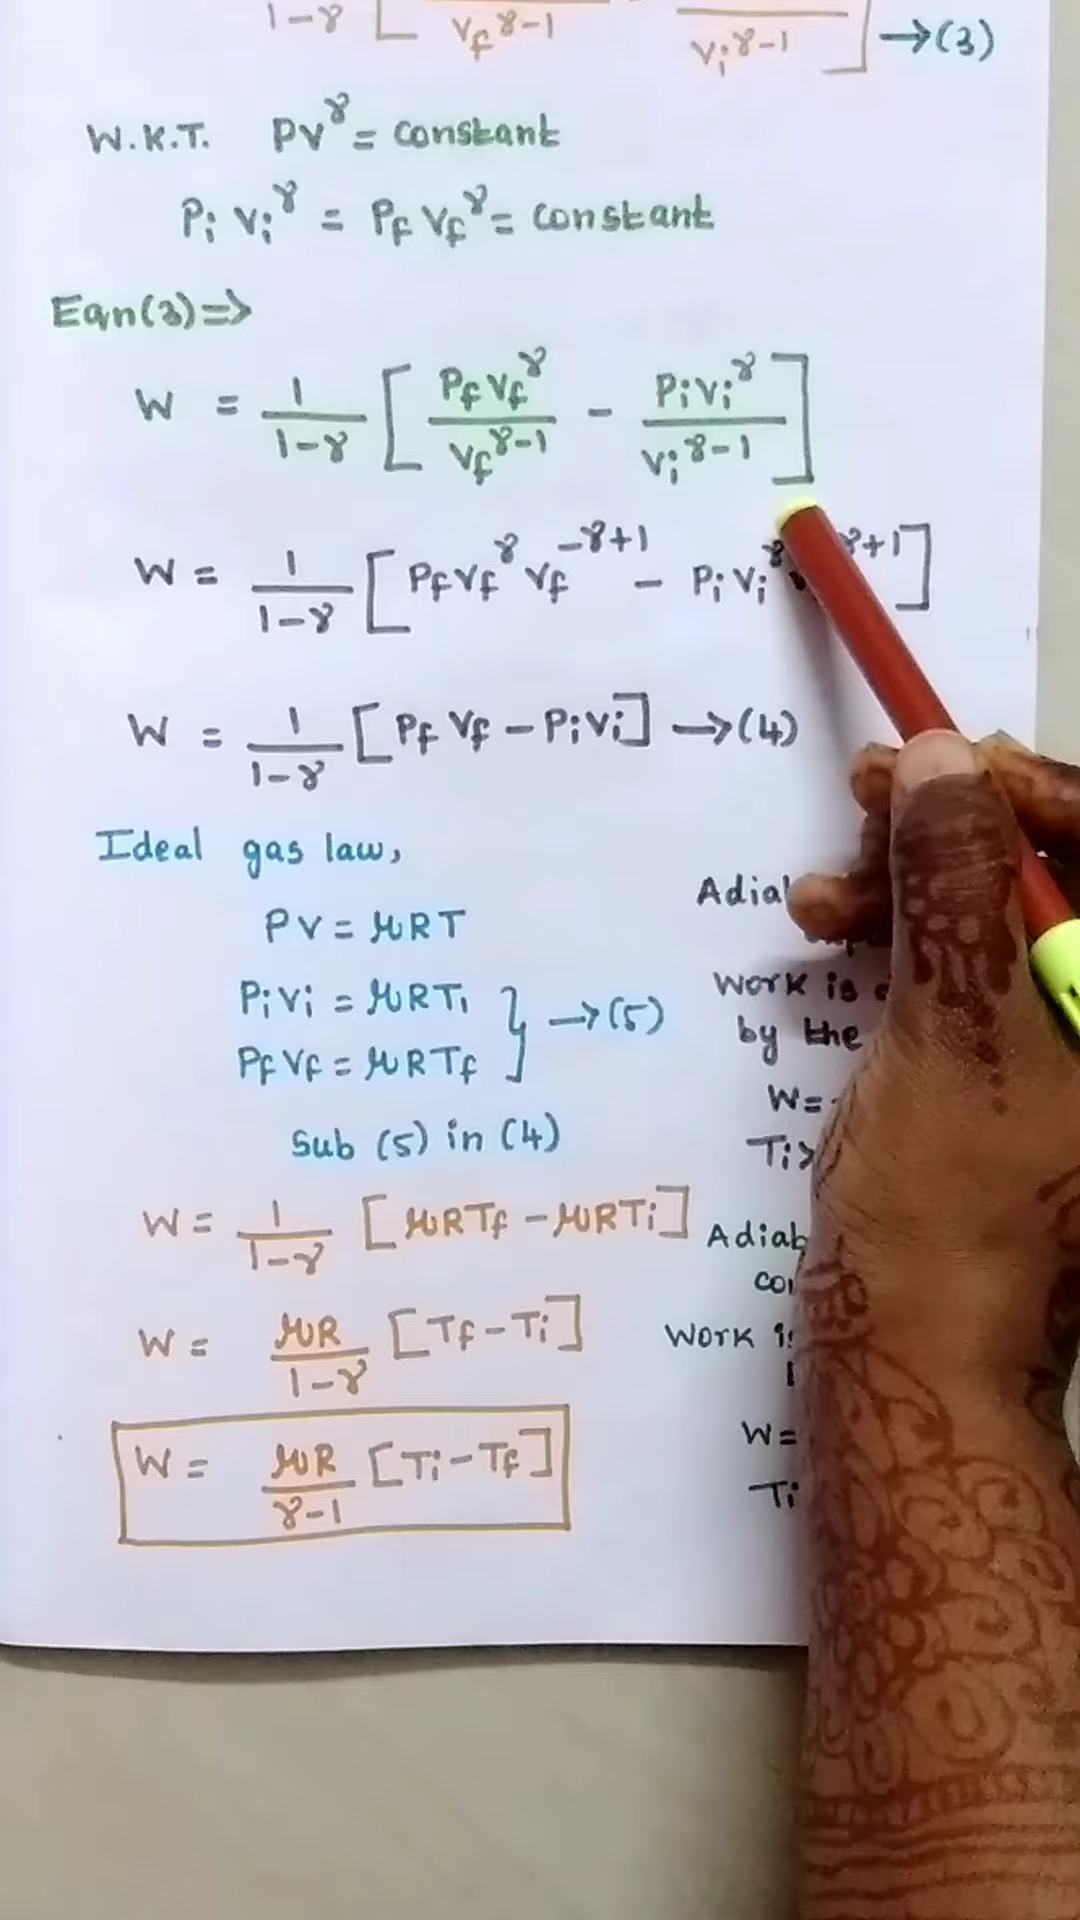 1-γ [ Vf^γ-1 Vi^γ-1 ] →(3)
W.K.T. PV^γ = constant
Pi Vi^γ = Pf Vf^γ = constant
Eqn(3)=>
W = 1/1-γ [ Pf Vf^γ / Vf^γ-1 - Pi Vi^γ / Vi^γ-1 ]
W = 1/1-γ [ Pf Vf^γ Vf^-γ+1 - Pi Vi^γ γ+1 ]
W = 1/1-γ [ Pf Vf - Pi Vi ] →(4)
Ideal gas law,
PV = μRT
Pi Vi = μRTi
Pf Vf = μRTf } →(5)
Sub (5) in (4)
W = 1/1-γ [ μRTf - μRTi ]
W = μR/1-γ [ Tf - Ti ]
W = μR/γ-1 [ Ti - Tf ]
Work is
by the
W=
Ti>
Work
W=
Ti